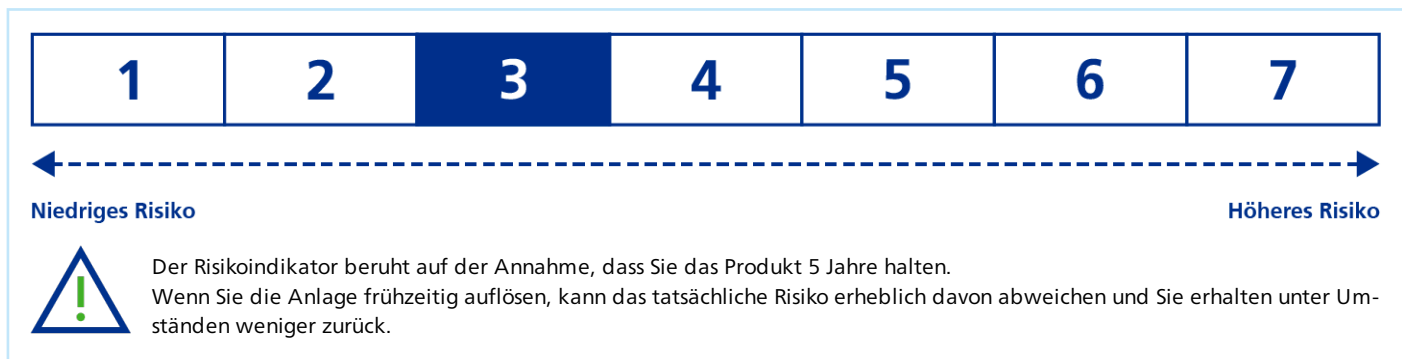 1 2 3 4 5 6 7
Niedriges Risiko Höheres Risiko
Der Risikoindikator beruht auf der Annahme, dass Sie das Produkt 5 Jahre halten.
Wenn Sie die Anlage frühzeitig auflösen, kann das tatsächliche Risiko erheblich davon abweichen und Sie erhalten unter Um-
ständen weniger zurück.